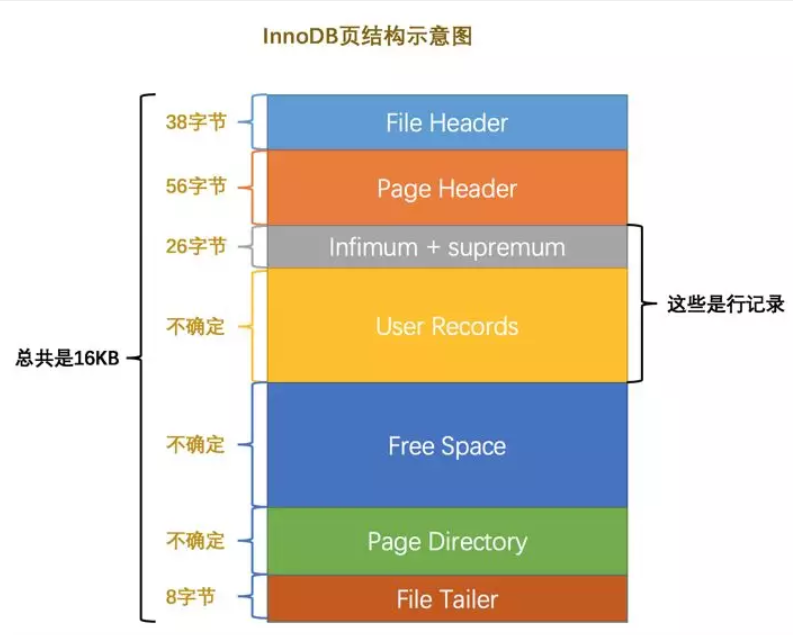 InnoDB页结构示意图
38字节
File Header
56字节
Page Header
26字节
Infimum + supremum
不确定
User Records
这些是行记录
总共是16KB
不确定
Free Space
不确定
Page Directory
8字节
File Tailer